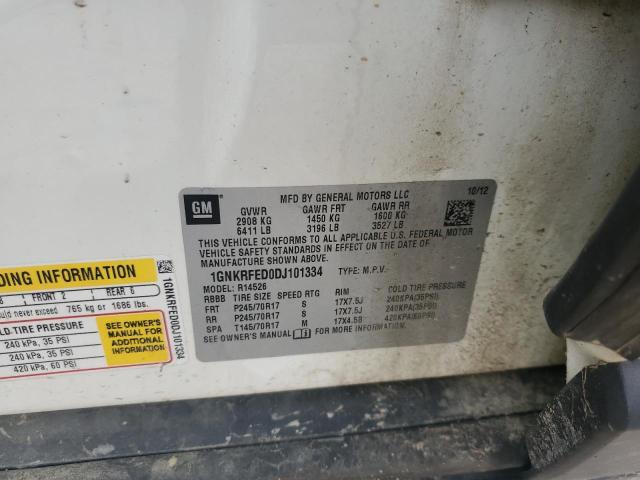 MFD BY GENERAL MOTORS LLC 10/12
GM
GVWR GAWR FRT GAWR RR
2908 KG 1450 KG 1600 KG
6411 LB 3196 LB 3527 LB
THIS VEHICLE CONFORMS TO ALL APPLICABLE U.S. FEDERAL MOTOR
VEHICLE SAFETY STANDARDS IN EFFECT ON THE DATE OF
MANUFACTURE SHOWN ABOVE.
1GNKRFED0DJ101334 TYPE: M.P.V.
MODEL: R14526
RBBB TIRE SIZE SPEED RTG RIM COLD TIRE PRESSURE
FRT P245/70R17 S 17X7.5J 240KPA(35PSI)
RR P245/70R17 S 17X7.5J 240KPA(35PSI)
SPA T145/70R17 M 17X4.5B 420KPA(60PSI)
SEE OWNER'S MANUAL FOR MORE INFORMATION.
DING INFORMATION
8 FRONT 2 REAR 6
ould never exceed 765 kg or 1686 lbs.
COLD TIRE PRESSURE
240 kPa, 35 PSI
240 kPa, 35 PSI
420 kPa, 60 PSI
SEE OWNER'S
MANUAL FOR
ADDITIONAL
INFORMATION
1GNKRFED0DJ101334